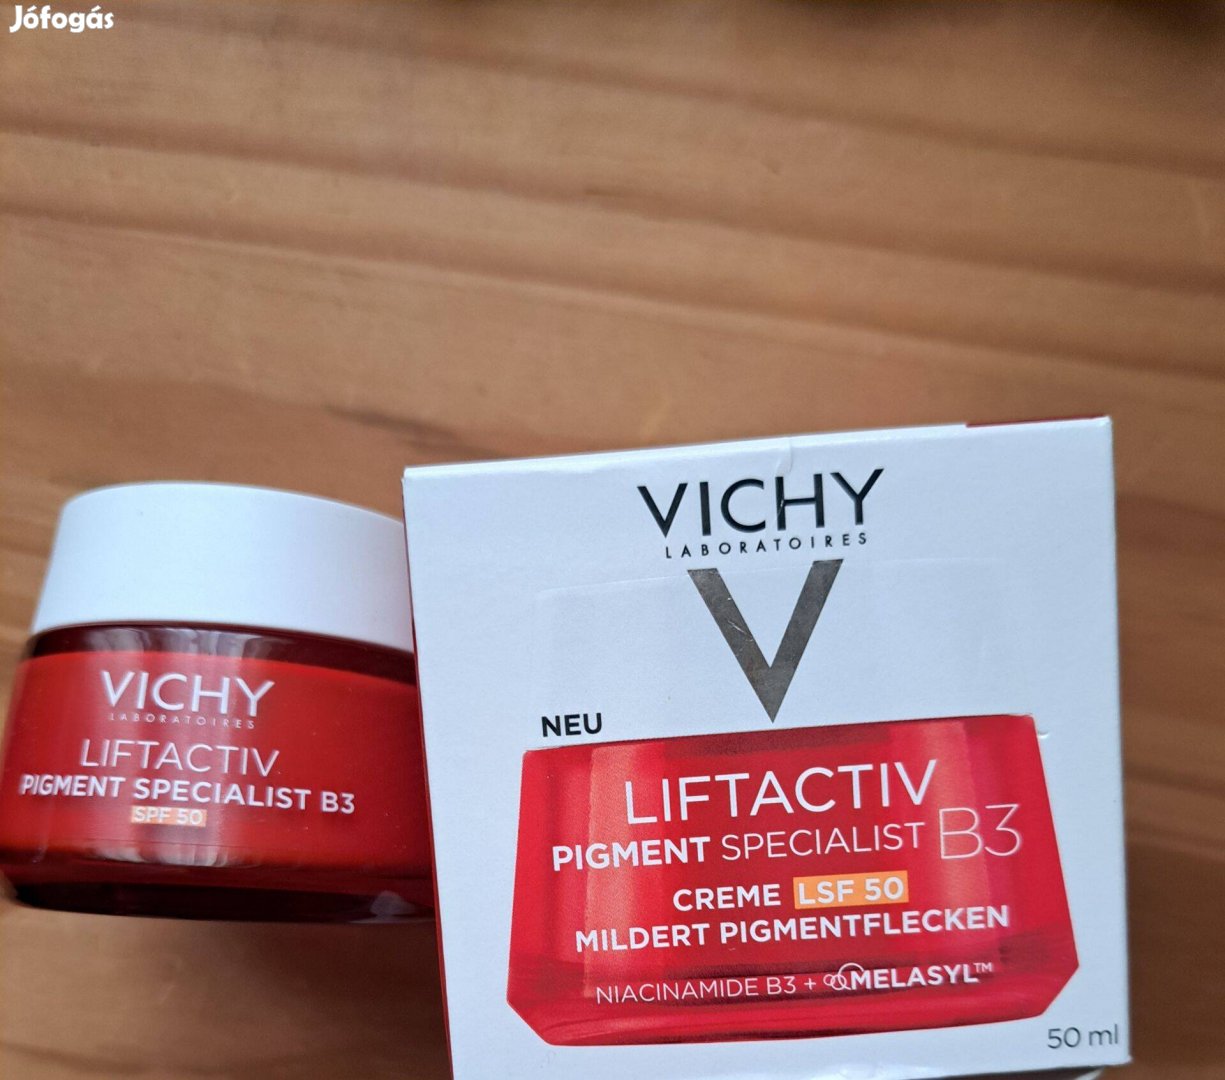 Jófogás
VICHY
LABORATOIRES
LIFTACTIV
PIGMENT SPECIALIST B3
SPF 50
VICHY
LABORATOIRES
V
NEU
LIFTACTIV
PIGMENT SPECIALIST B3
CREME LSF 50
MILDERT PIGMENTFLECKEN
NIACINAMIDE B3 + MELASYL™
50 ml